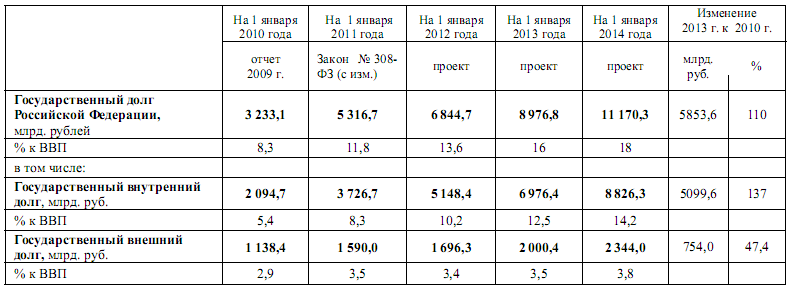 На 1 января 2010 года На 1 января 2011 года На 1 января 2012 года На 1 января 2013 года На 1 января 2014 года Изменение 2013 г. к 2010 г.
отчет 2009 г. Закон № 308-ФЗ (с изм.) проект проект проект млрд. руб. %
Государственный долг
Российской Федерации,
млрд. рублей 3 233,1 5 316,7 6 844,7 8 976,8 11 170,3 5853,6 110
% к ВВП 8,3 11,8 13,6 16 18
в том числе:
Государственный внутренний
долг, млрд. руб. 2 094,7 3 726,7 5 148,4 6 976,4 8 826,3 5099,6 137
% к ВВП 5,4 8,3 10,2 12,5 14,2
Государственный внешний
долг, млрд. руб. 1 138,4 1 590,0 1 696,3 2 000,4 2 344,0 754,0 47,4
% к ВВП 2,9 3,5 3,4 3,5 3,8